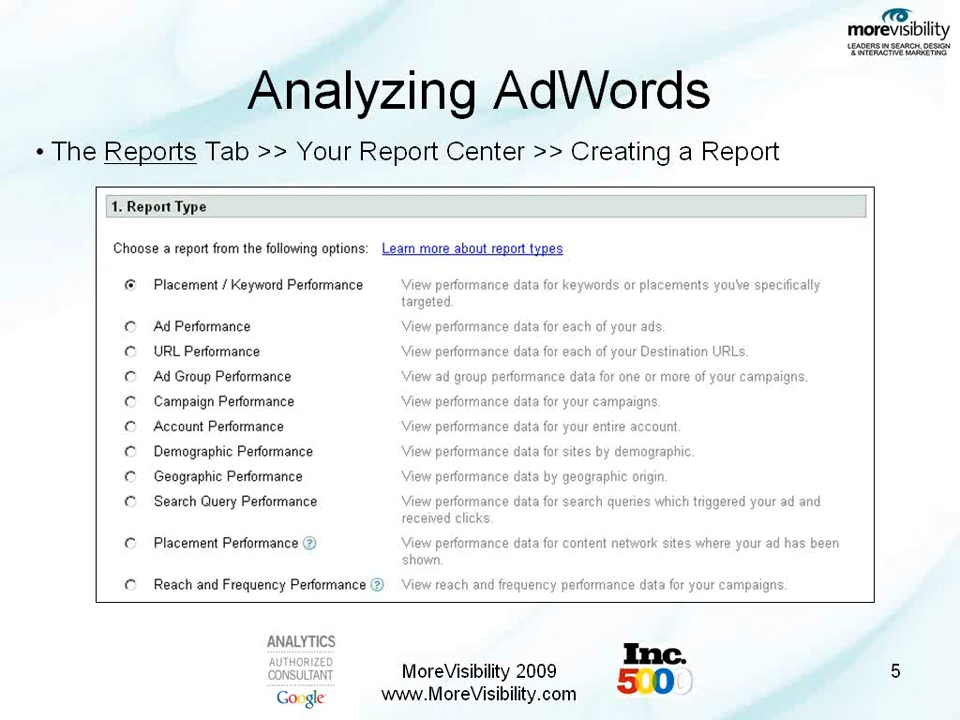 morevisibility
LEADERS IN SEARCH, DESIGN
& INTERACTIVE MARKETING
Analyzing AdWords
• The Reports Tab >> Your Report Center >> Creating a Report
1. Report Type
Choose a report from the following options: Learn more about report types
Placement / Keyword Performance View performance data for keywords or placements you've specifically
targeted.
Ad Performance View performance data for each of your ads.
URL Performance View performance data for each of your Destination URLs.
Ad Group Performance View ad group performance data for one or more of your campaigns.
Campaign Performance View performance data for your campaigns.
Account Performance View performance data for your entire account.
Demographic Performance View performance data for sites by demographic.
Geographic Performance View performance data by geographic origin.
Search Query Performance View performance data for search queries which triggered your ad and
received clicks.
Placement Performance ? View performance data for content network sites where your ad has been
shown.
Reach and Frequency Performance ? View reach and frequency performance data for your campaigns.
ANALYTICS
AUTHORIZED
CONSULTANT
Google
MoreVisibility 2009
www.MoreVisibility.com
Inc.
5000
5